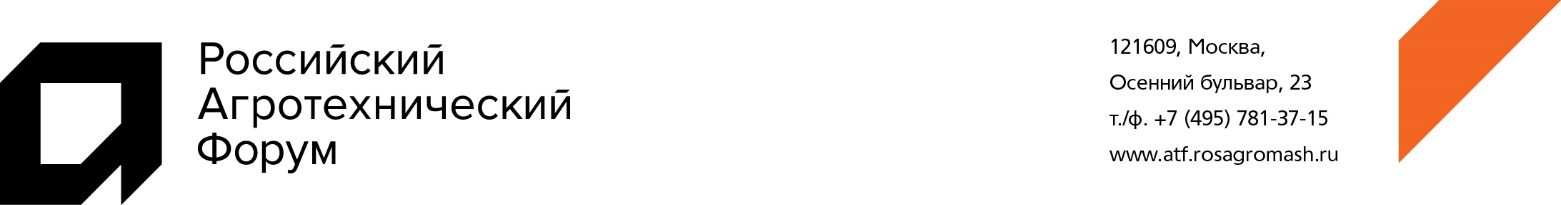 Российский
Агротехнический
Форум
121609, Москва,
Осенний бульвар, 23
т./ф. +7 (495) 781-37-15
www.atf.rosagromash.ru